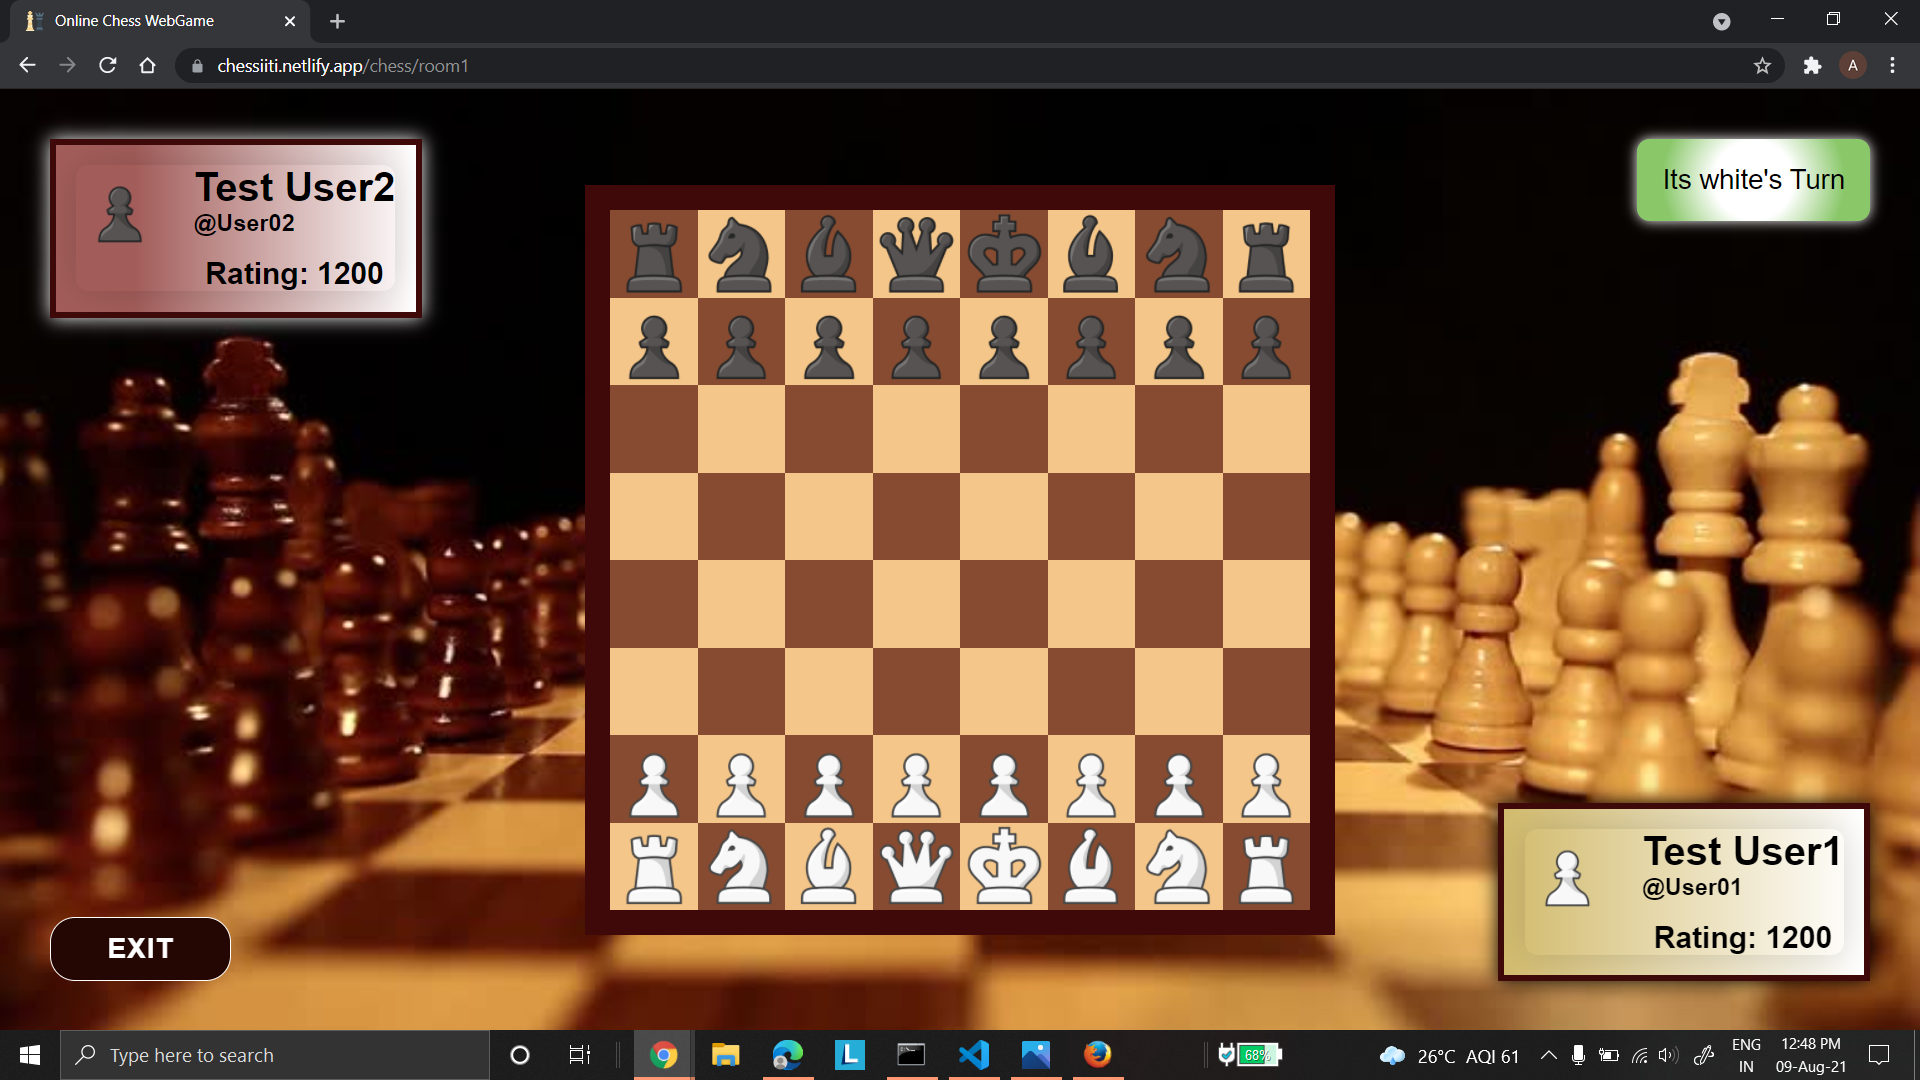 Online Chess WebGame
chessiiti.netlify.app/chess/room1
A
Test User2
@User02
Rating: 1200
Its white's Turn
Test User1
@User01
Rating: 1200
EXIT
Type here to search
L
68%
26°C AQI 61
ENG
IN
12:48 PM
09-Aug-21